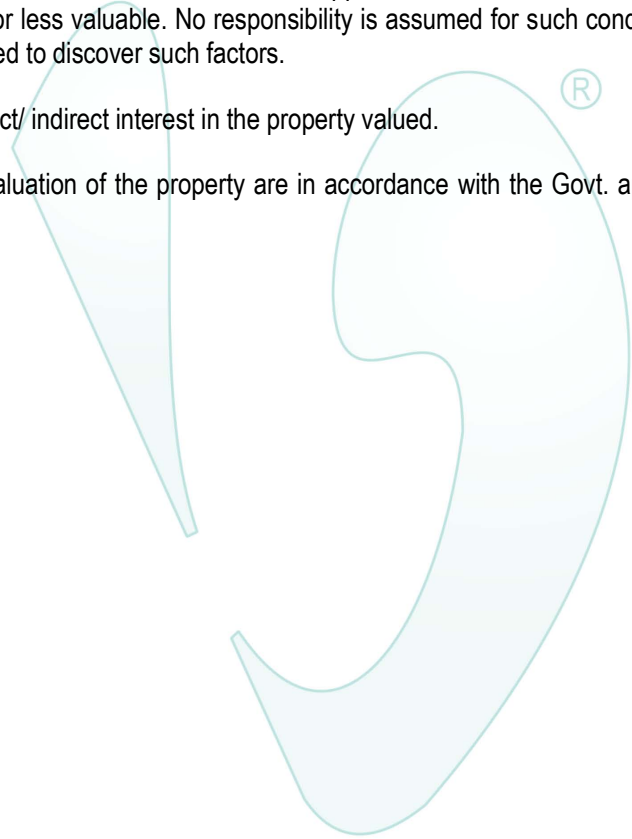 or less valuable. No responsibility is assumed for such
ed to discover such factors.
®
ct/ indirect interest in the property valued.
aluation of the property are in accordance with the Govt.